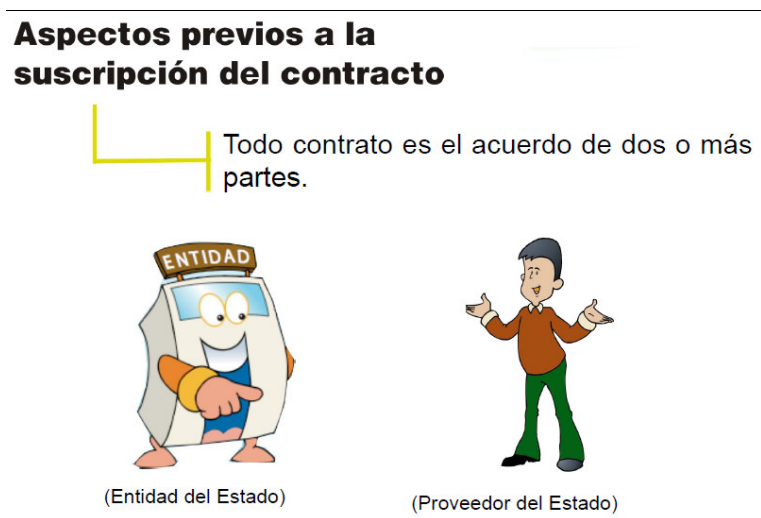 Aspectos previos a la
suscripción del contracto
Todo contrato es el acuerdo de dos o más
partes.
ENTIDAD
(Entidad del Estado)
(Proveedor del Estado)